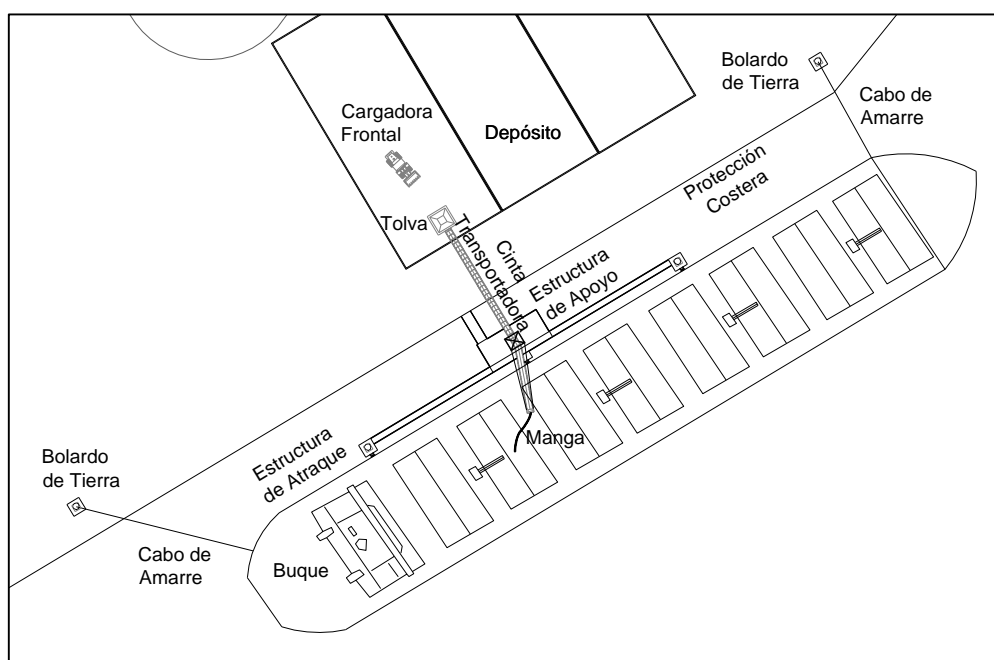 Bolardo
de Tierra
Cabo de
Amarre
Cargadora
Frontal
Depósito
Protección
Costera
Tolva
Cinta
Transportadora
Estructura
de Apoyo
Manga
Estructura
de Atraque
Bolardo
de Tierra
Cabo de
Amarre
Buque